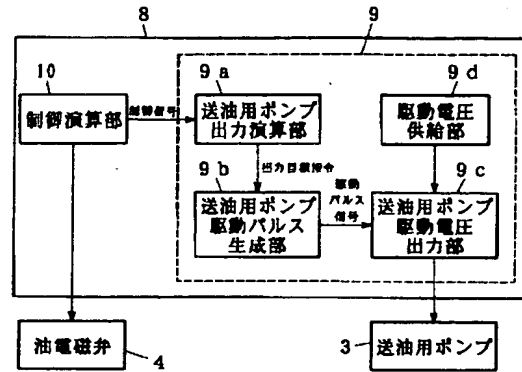 8
9
10
制御演算部
制御信号
9a
送油用ポンプ
出力演算部
9d
駆動電圧
供給部
出力目標指令
9b
送油用ポンプ
駆動パルス
生成部
駆動
パルス
信号
9c
送油用ポンプ
駆動電圧
出力部
油電磁弁
4
3
送油用ポンプ